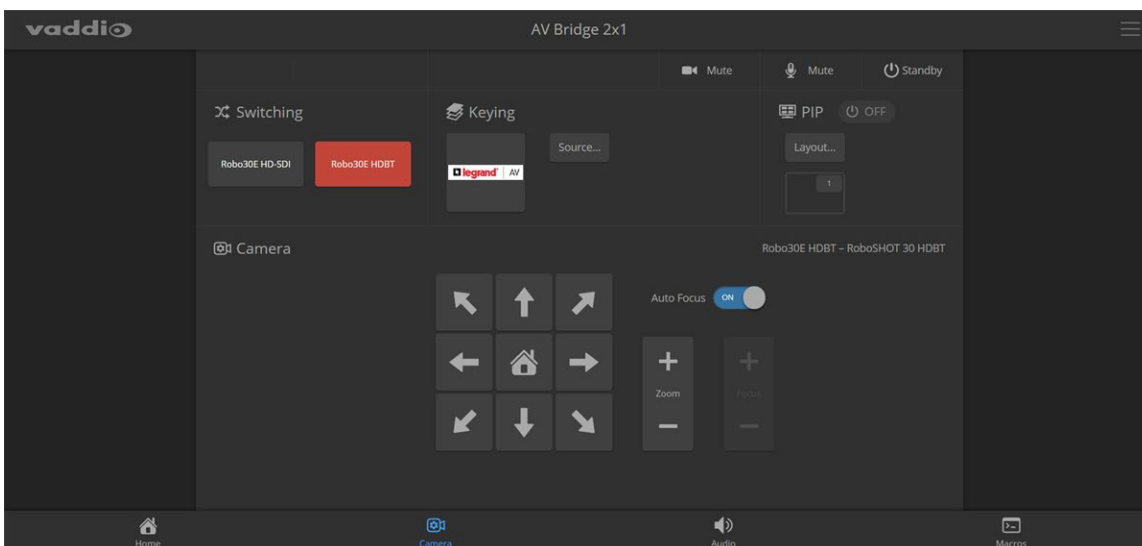 vaddio
AV Bridge 2x1
Mute
Mute
Standby
Switching
Keying
PIP
OFF
Robo30E HD-SDI
Robo30E HDBT
legrand | AV
Source...
Layout...
1
Camera
Robo30E HDBT – RoboSHOT 30 HDBT
Auto Focus
ON
Zoom
Focus
Home
Camera
Audio
Macros